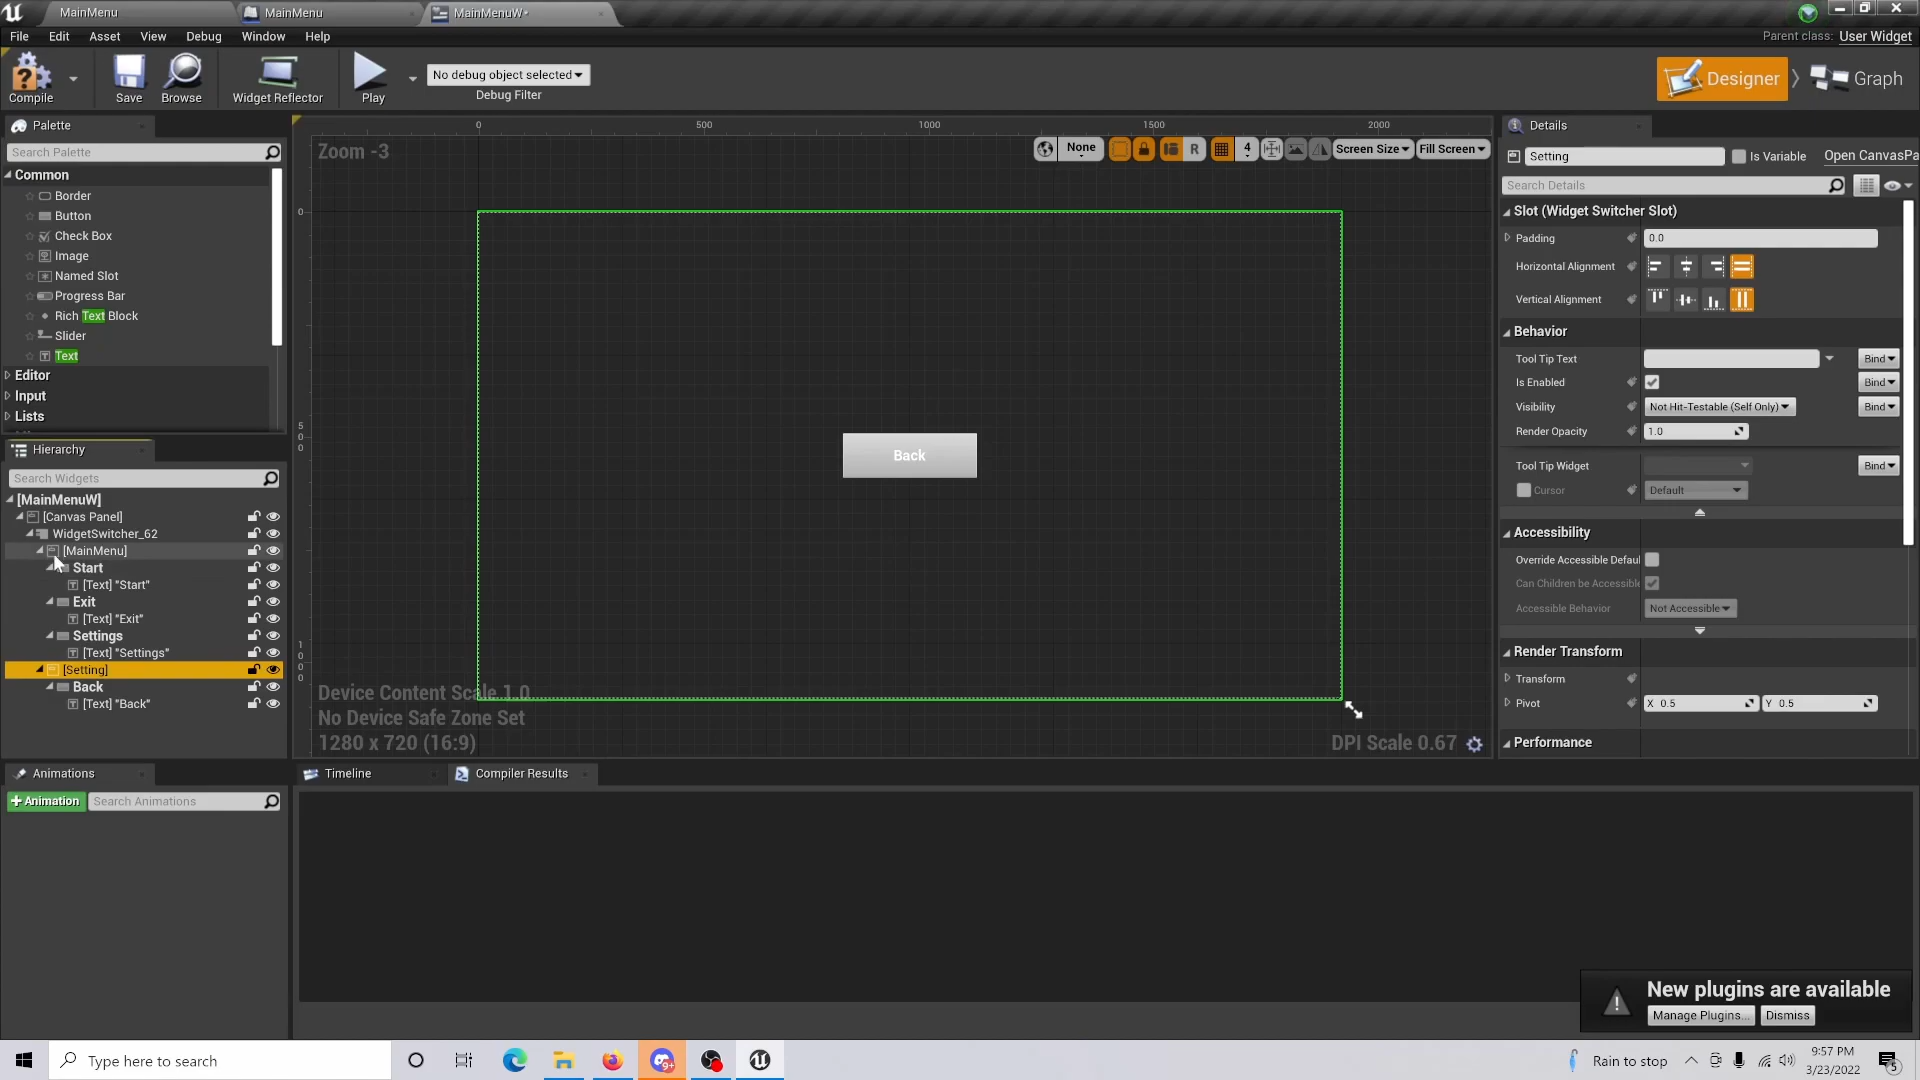 MainMenu
MainMenu
MainMenuW*
File Edit Asset View Debug Window Help
Parent class: User Widget
Compile
Save
Browse
Widget Reflector
Play
No debug object selected
Debug Filter
Designer
Graph
Palette
Search Palette
Common
Border
Button
Check Box
Image
Named Slot
Progress Bar
Rich Text Block
Slider
Text
Editor
Input
Lists
Hierarchy
Search Widgets
[MainMenuW]
[Canvas Panel]
WidgetSwitcher_62
[MainMenu]
Start
[Text] "Start"
Exit
[Text] "Exit"
Settings
[Text] "Settings"
[Setting]
Back
[Text] "Back"
Animations
+ Animation
Search Animations
0 500 1000 1500 2000
Zoom -3
None
R
4
Screen Size
Fill Screen
0
500
1000
Back
Device Content Scale 1.0
No Device Safe Zone Set
1280 x 720 (16:9)
DPI Scale 0.67
Timeline
Compiler Results
Details
Setting
Is Variable
Open CanvasPa
Search Details
Slot (Widget Switcher Slot)
Padding 0.0
Horizontal Alignment
Vertical Alignment
Behavior
Tool Tip Text Bind
Is Enabled Bind
Visibility Not Hit-Testable (Self Only) Bind
Render Opacity 1.0
Tool Tip Widget Bind
Cursor Default
Accessibility
Override Accessible Defaul
Can Children be Accessible
Accessible Behavior Not Accessible
Render Transform
Transform
Pivot X 0.5 Y 0.5
Performance
New plugins are available
Manage Plugins... Dismiss
Type here to search
9+
Rain to stop
9:57 PM
3/23/2022
5